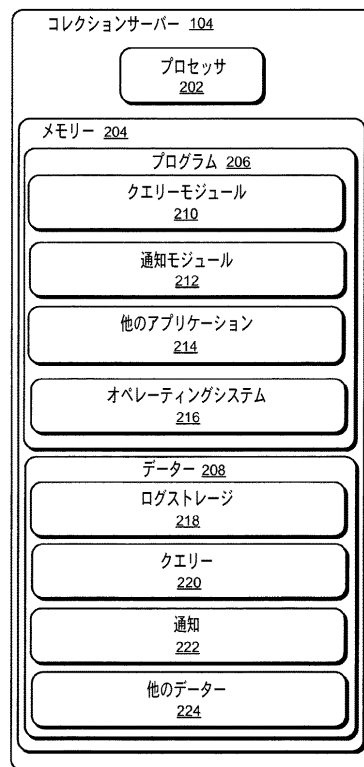 コレクションサーバー 104
プロセッサ
202
メモリー 204
プログラム 206
クエリーモジュール
210
通知モジュール
212
他のアプリケーション
214
オペレーティングシステム
216
データー 208
ログストレージ
218
クエリー
220
通知
222
他のデーター
224